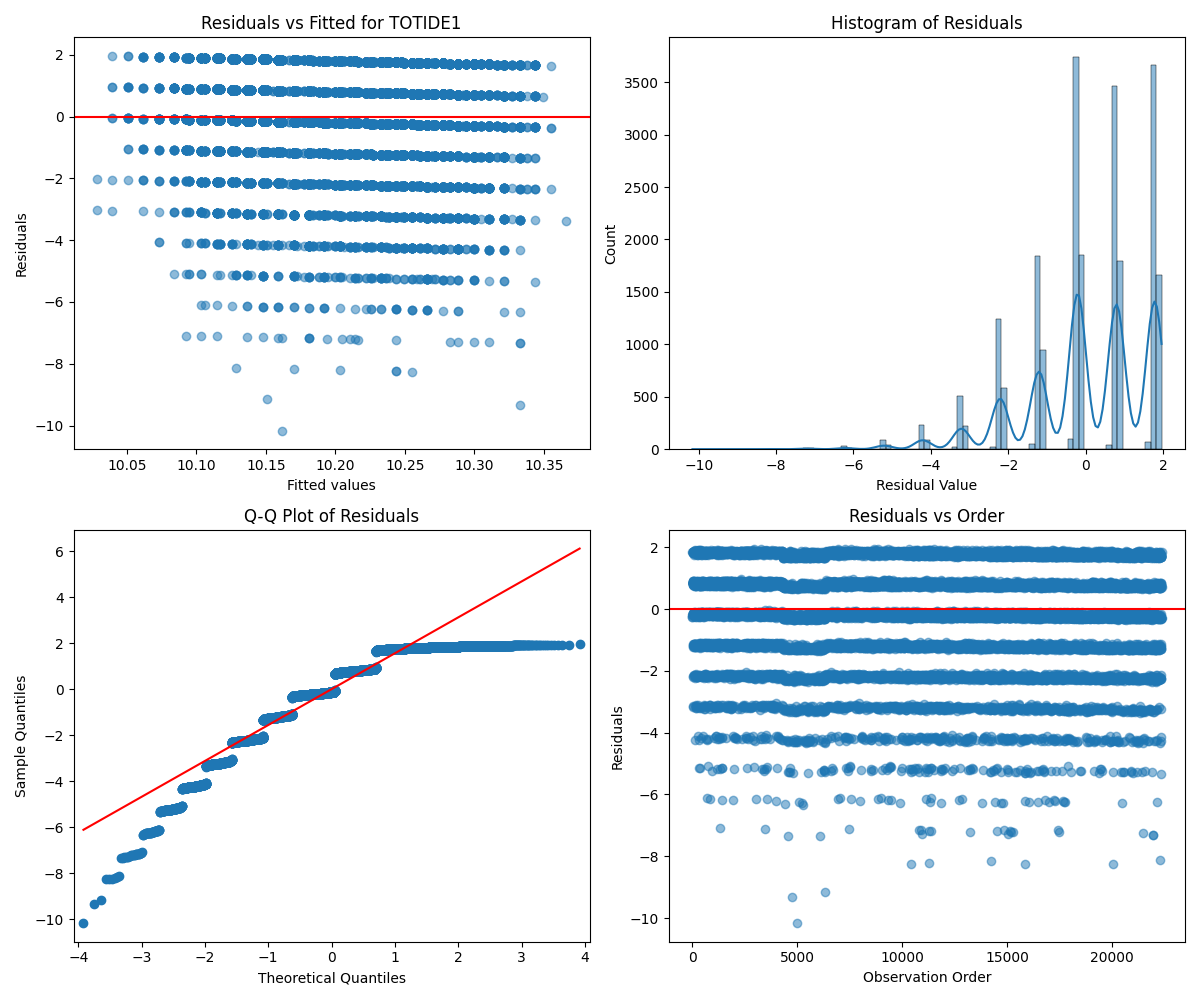 Residuals vs Fitted for TOTIDE1
2
0
−2
−4
−6
−8
−10
Residuals
10.05 10.10 10.15 10.20 10.25 10.30 10.35
Fitted values
Histogram of Residuals
3500
3000
2500
2000
1500
1000
500
0
Count
−10 −8 −6 −4 −2 0 2
Residual Value
Q-Q Plot of Residuals
6
4
2
0
−2
−4
−6
−8
−10
Sample Quantiles
−4 −3 −2 −1 0 1 2 3 4
Theoretical Quantiles
Residuals vs Order
2
0
−2
−4
−6
−8
−10
Residuals
0 5000 10000 15000 20000
Observation Order